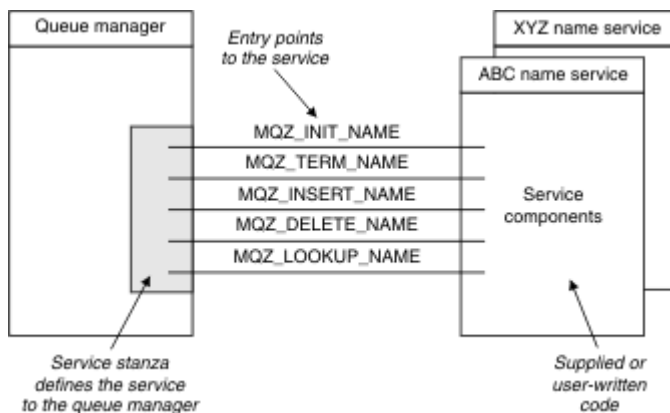 Queue manager
Entry points
to the service
XYZ name service
ABC name service
MQZ_INIT_NAME
MQZ_TERM_NAME
MQZ_INSERT_NAME
MQZ_DELETE_NAME
MQZ_LOOKUP_NAME
Service
components
Service stanza
defines the service
to the queue manager
Supplied or
user-written
code